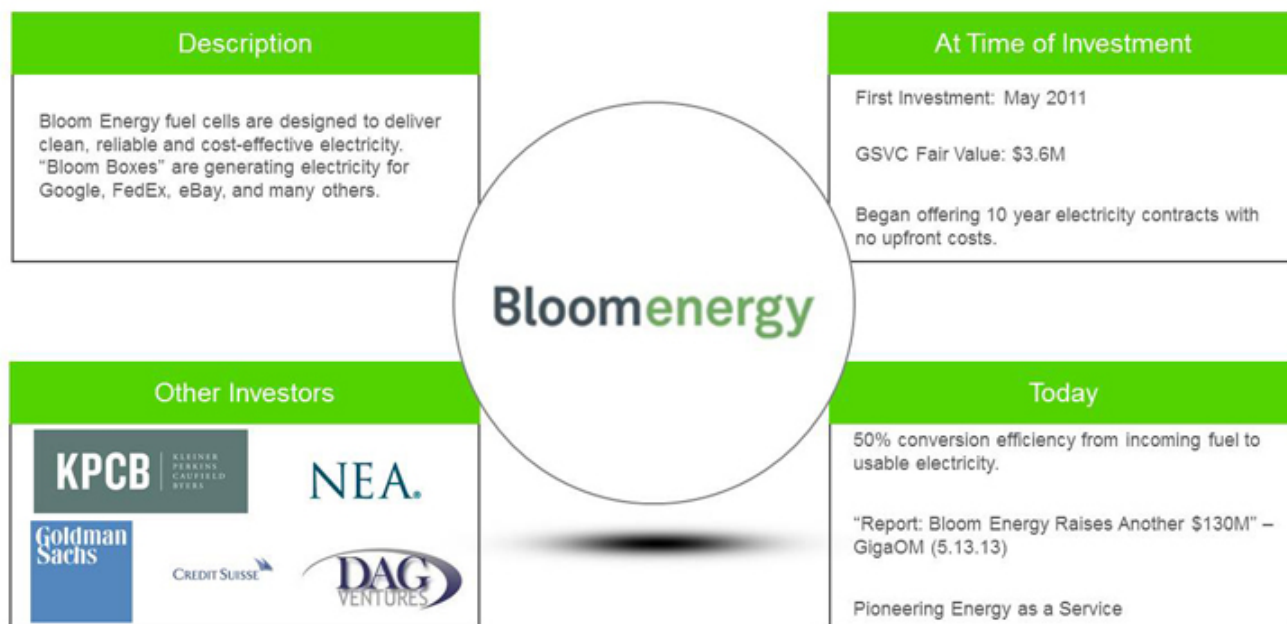 Description
Bloom Energy fuel cells are designed to deliver
clean, reliable and cost-effective electricity.
"Bloom Boxes" are generating electricity for
Google, FedEx, eBay, and many others.
At Time of Investment
First Investment: May 2011
GSVC Fair Value: $3.6M
Began offering 10 year electricity contracts with
no upfront costs.
Bloomenergy
Other Investors
KPCB
KLEINER
PERKINS
CAUFIELD
BYERS
NEA.
Goldman
Sachs
CREDIT SUISSE
DAG
VENTURES
Today
50% conversion efficiency from incoming fuel to
usable electricity.
"Report: Bloom Energy Raises Another $130M" –
GigaOM (5.13.13)
Pioneering Energy as a Service